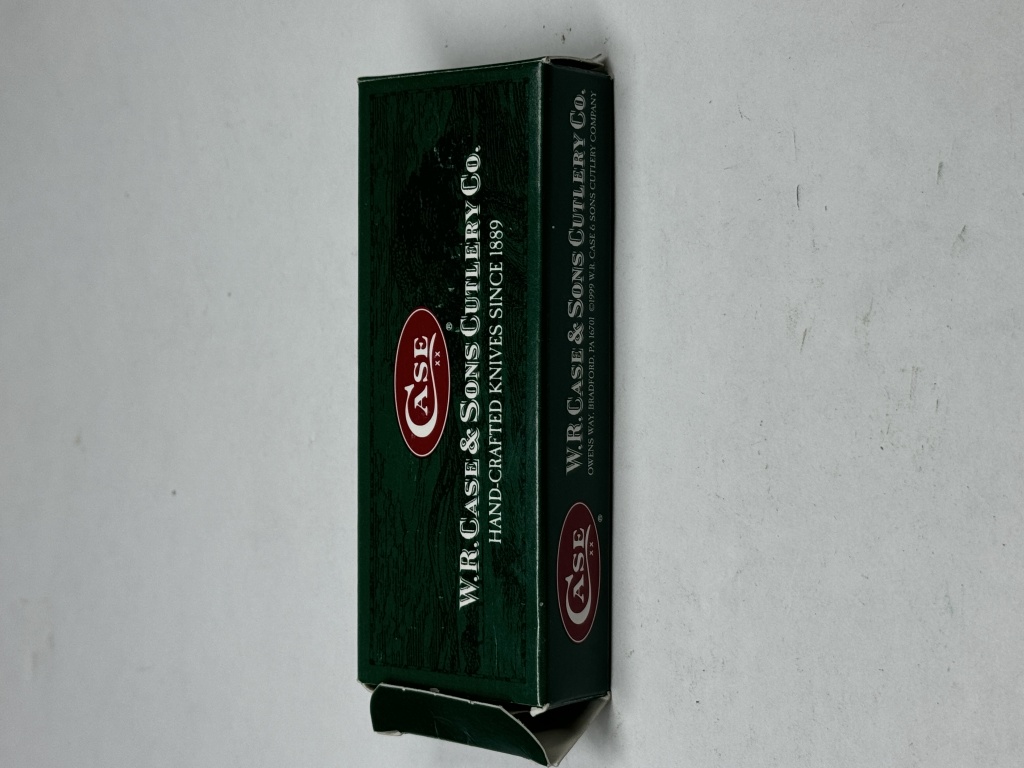 CASE
XX
®
W.R. CASE & SONS CUTLERY CO.
HAND-CRAFTED KNIVES SINCE 1889
CASE
XX
®
W.R. CASE & SONS CUTLERY CO.
OWENS WAY, BRADFORD, PA 16701 ©1999 W.R. CASE & SONS CUTLERY COMPANY